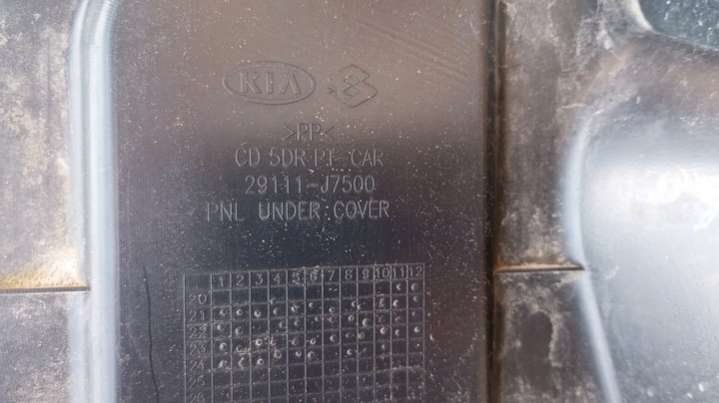 KIA
>PP<
CD 5DR PT CAR
29111-J7500
PNL UNDER COVER
1 2 3 4 5 6 7 8 9 10 11 12
20
21
22
23
24
25